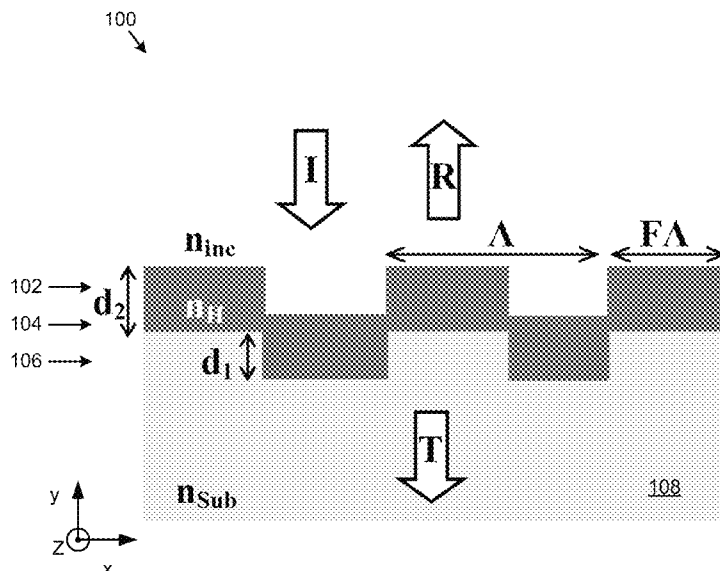 100
I
R
n_inc
Λ
FΛ
102
d_2
n_H
104
106
d_1
T
n_Sub
108
y
Z
x